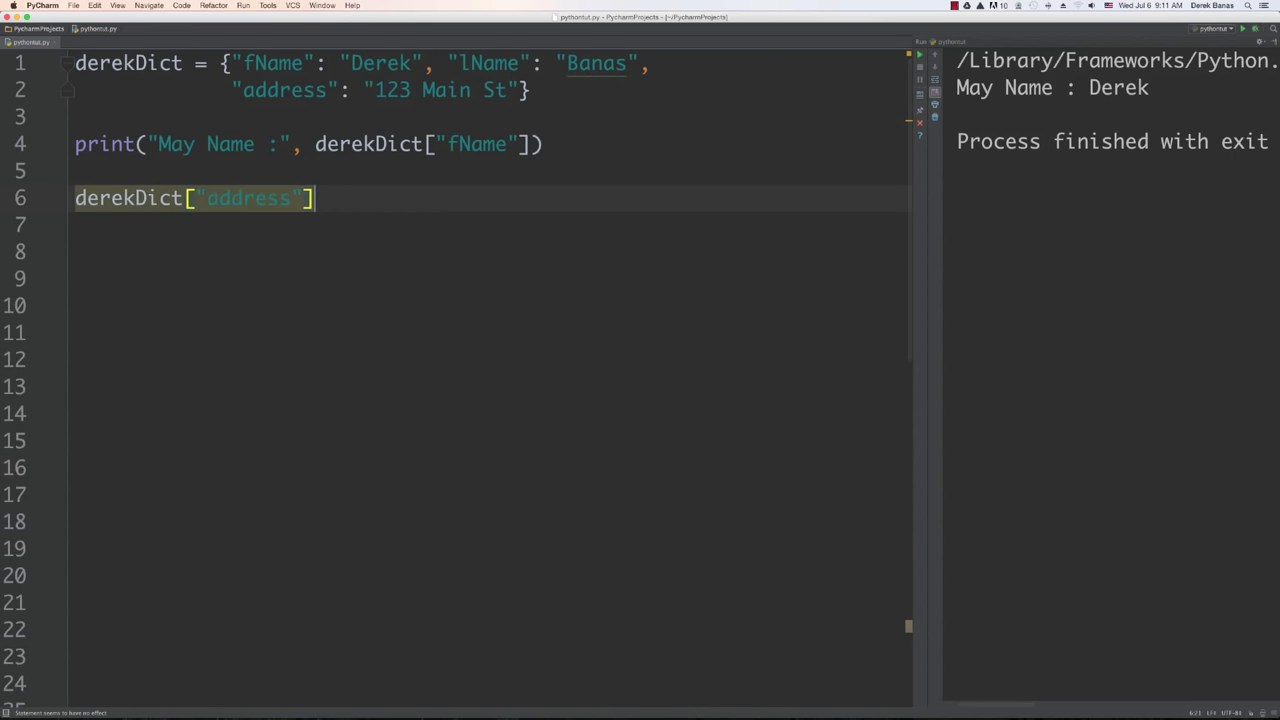 PyCharm File Edit View Navigate Code Refactor Run Tools VCS Window Help 10 Wed Jul 6 9:11 AM Derek Banas
pythontut.py - PycharmProjects - [~/PycharmProjects]
PycharmProjects pythontut.py pythontut
pythontut.py Run: pythontut
1 derekDict = {"fName": "Derek", "lName": "Banas",
2 "address": "123 Main St"}
3
4 print("May Name :", derekDict["fName"])
5
6 derekDict["address"]
7
8
9
10
11
12
13
14
15
16
17
18
19
20
21
22
23
24
/Library/Frameworks/Python.
May Name : Derek
Process finished with exit
Statement seems to have no effect 6:21 LF÷ UTF-8÷